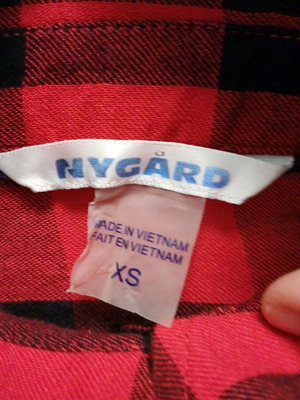 NYGÅRD
MADE IN VIETNAM
FAIT EN VIETNAM
XS